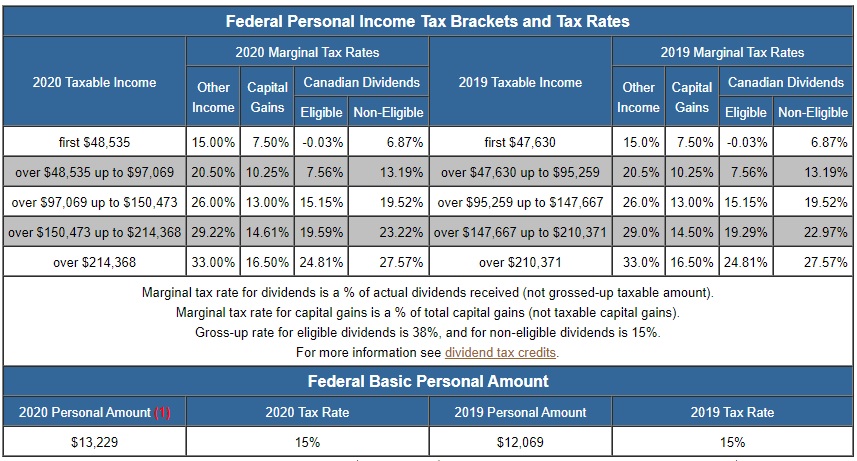 Federal Personal Income Tax Brackets and Tax Rates
2020 Taxable Income 2020 Marginal Tax Rates 2019 Taxable Income 2019 Marginal Tax Rates
Other Income Capital Gains Canadian Dividends Other Income Capital Gains Canadian Dividends
Eligible Non-Eligible Eligible Non-Eligible
first $48,535 15.00% 7.50% -0.03% 6.87% first $47,630 15.0% 7.50% -0.03% 6.87%
over $48,535 up to $97,069 20.50% 10.25% 7.56% 13.19% over $47,630 up to $95,259 20.5% 10.25% 7.56% 13.19%
over $97,069 up to $150,473 26.00% 13.00% 15.15% 19.52% over $95,259 up to $147,667 26.0% 13.00% 15.15% 19.52%
over $150,473 up to $214,368 29.22% 14.61% 19.59% 23.22% over $147,667 up to $210,371 29.0% 14.50% 19.29% 22.97%
over $214,368 33.00% 16.50% 24.81% 27.57% over $210,371 33.0% 16.50% 24.81% 27.57%
Marginal tax rate for dividends is a % of actual dividends received (not grossed-up taxable amount).
Marginal tax rate for capital gains is a % of total capital gains (not taxable capital gains).
Gross-up rate for eligible dividends is 38%, and for non-eligible dividends is 15%.
For more information see dividend tax credits.
Federal Basic Personal Amount
2020 Personal Amount (1) 2020 Tax Rate 2019 Personal Amount 2019 Tax Rate
$13,229 15% $12,069 15%